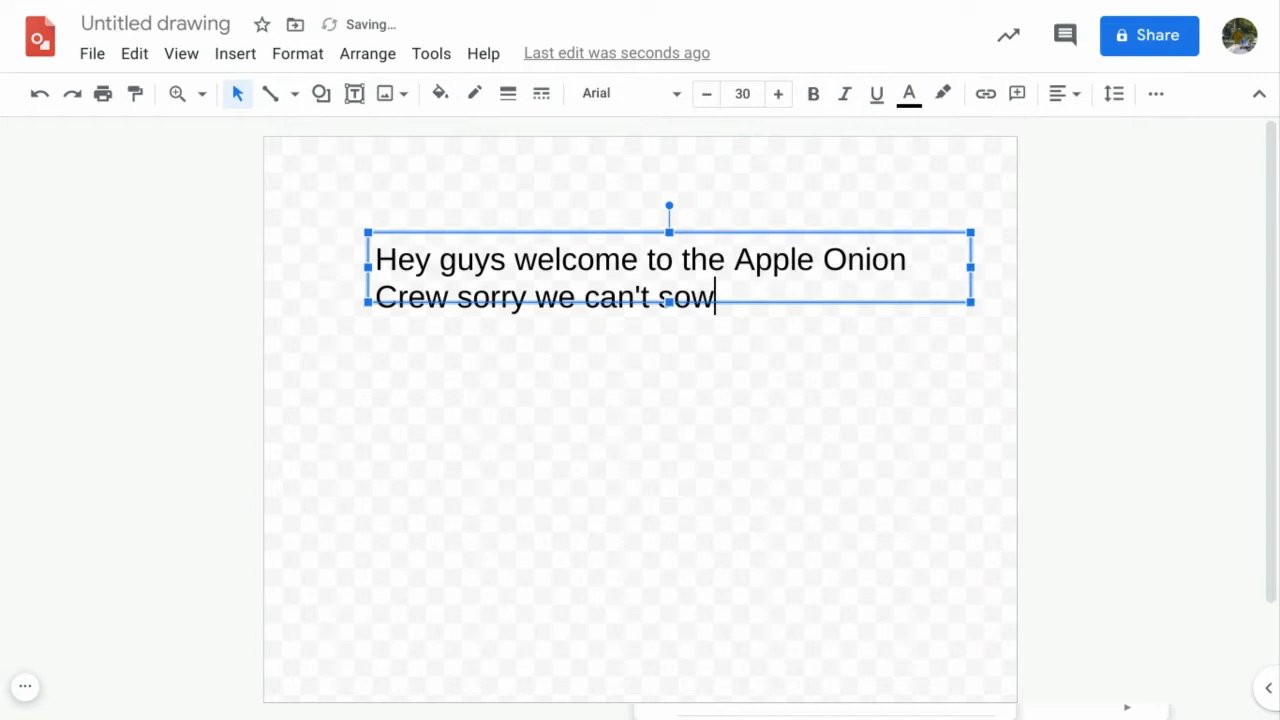 Untitled drawing
Saving...
File Edit View Insert Format Arrange Tools Help Last edit was seconds ago
Share
Arial
30
B I U A
Hey guys welcome to the Apple Onion
Crew sorry we can't sow